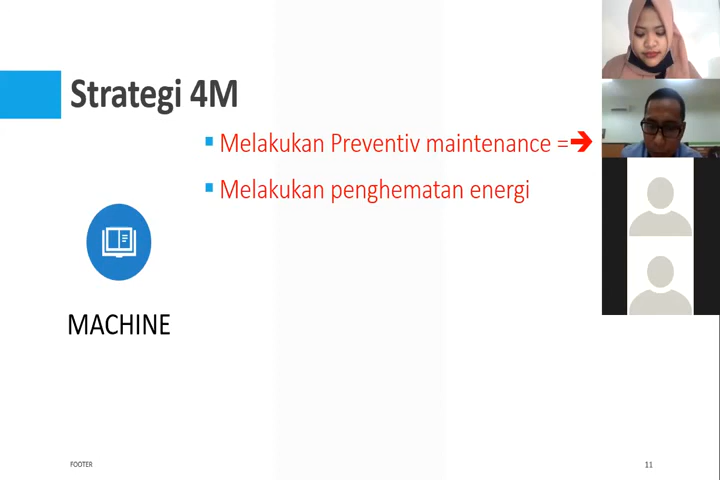 Strategi 4M
Melakukan Preventiv maintenance =➔
Melakukan penghematan energi
MACHINE
FOOTER
11